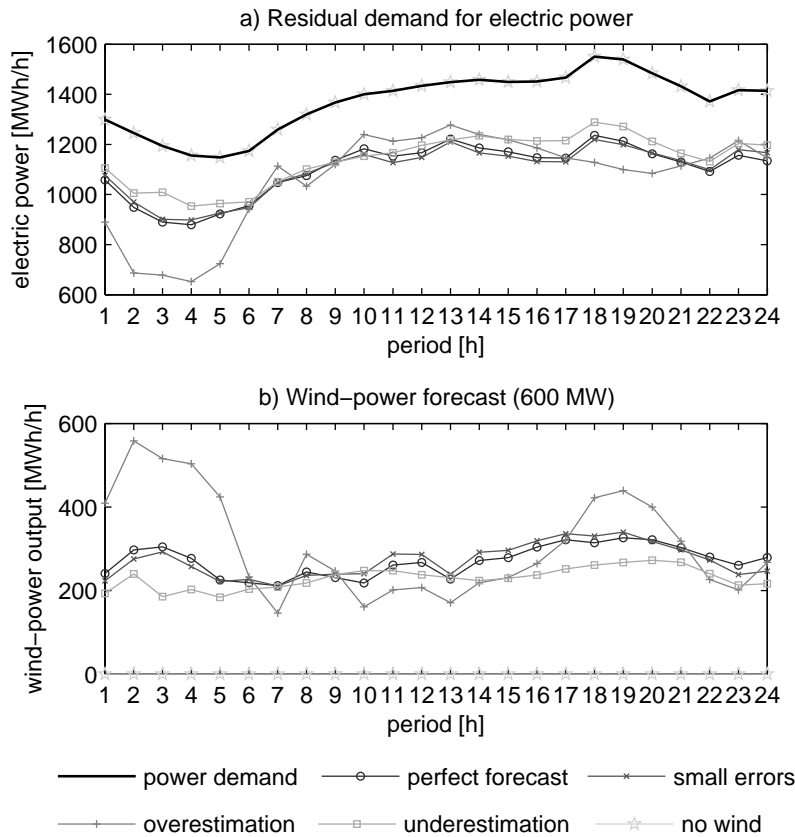 a) Residual demand for electric power
electric power [MWh/h]
1600
1400
1200
1000
800
600
1 2 3 4 5 6 7 8 9 10 11 12 13 14 15 16 17 18 19 20 21 22 23 24
period [h]
b) Wind−power forecast (600 MW)
wind−power output [MWh/h]
600
400
200
0
1 2 3 4 5 6 7 8 9 10 11 12 13 14 15 16 17 18 19 20 21 22 23 24
period [h]
power demand perfect forecast small errors
overestimation underestimation no wind